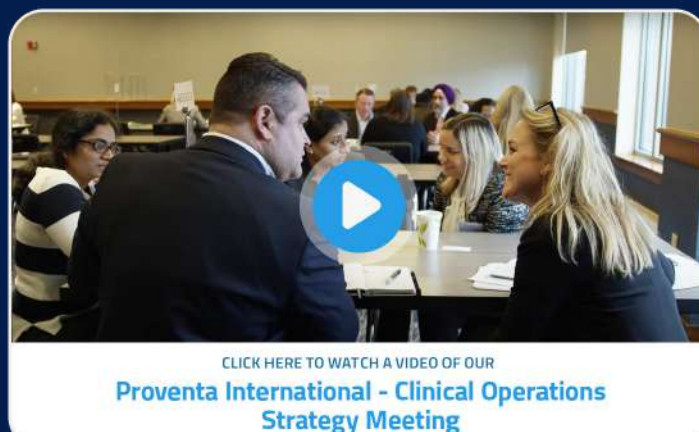 CLICK HERE TO WATCH A VIDEO OF OUR
Proventa International - Clinical Operations
Strategy Meeting